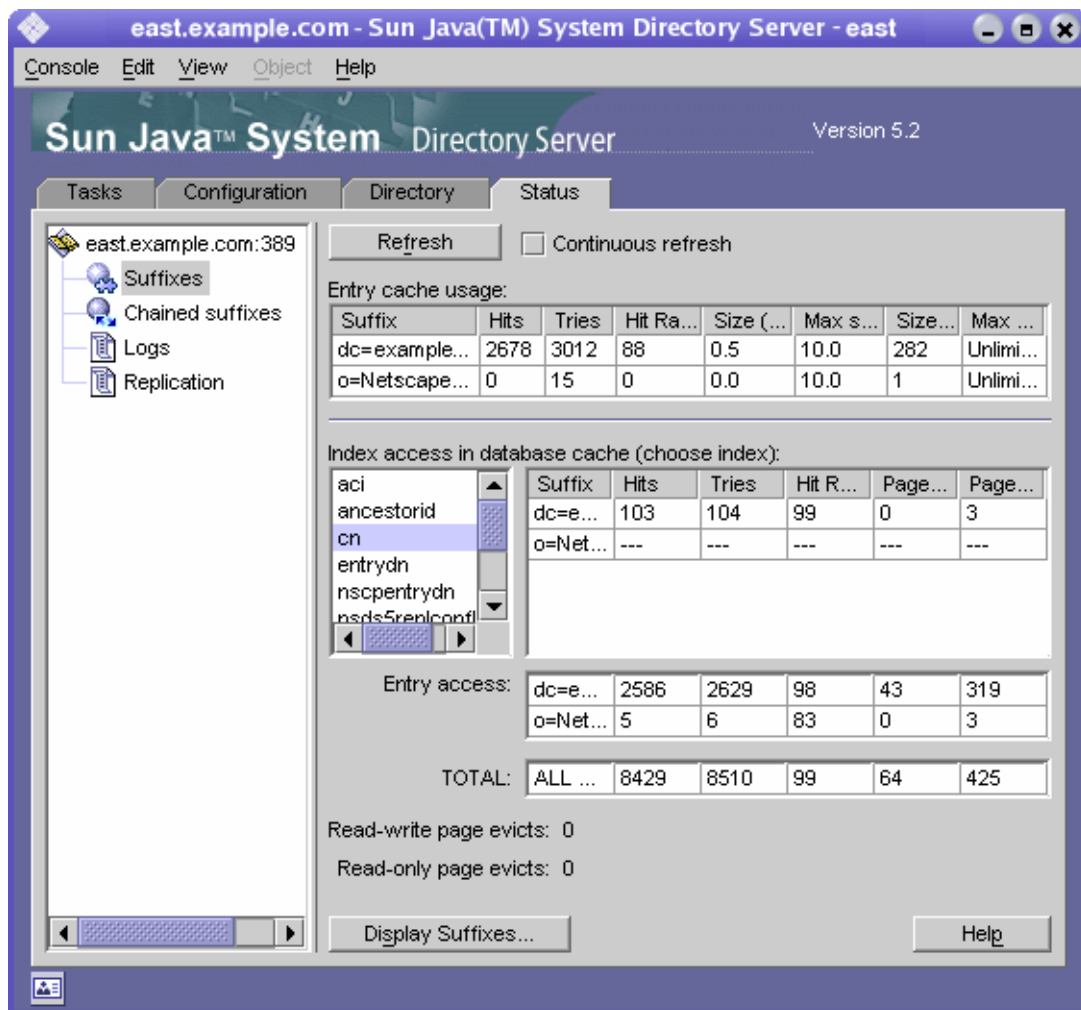 east.example.com - Sun Java(TM) System Directory Server - east
Console Edit View Object Help
Sun Java™ System Directory Server Version 5.2
Tasks Configuration Directory Status
east.example.com:389
Suffixes
Chained suffixes
Logs
Replication
Refresh Continuous refresh
Entry cache usage:
Suffix Hits Tries Hit Ra... Size (... Max s... Size... Max ...
dc=example... 2678 3012 88 0.5 10.0 282 Unlimi...
o=Netscape... 0 15 0 0.0 10.0 1 Unlimi...
Index access in database cache (choose index):
aci
ancestorid
cn
entrydn
nscpentrydn
nsds5replconfl
Suffix Hits Tries Hit R... Page... Page...
dc=e... 103 104 99 0 3
o=Net... --- --- --- --- ---
Entry access:
dc=e... 2586 2629 98 43 319
o=Net... 5 6 83 0 3
TOTAL: ALL ... 8429 8510 99 64 425
Read-write page evicts: 0
Read-only page evicts: 0
Display Suffixes... Help